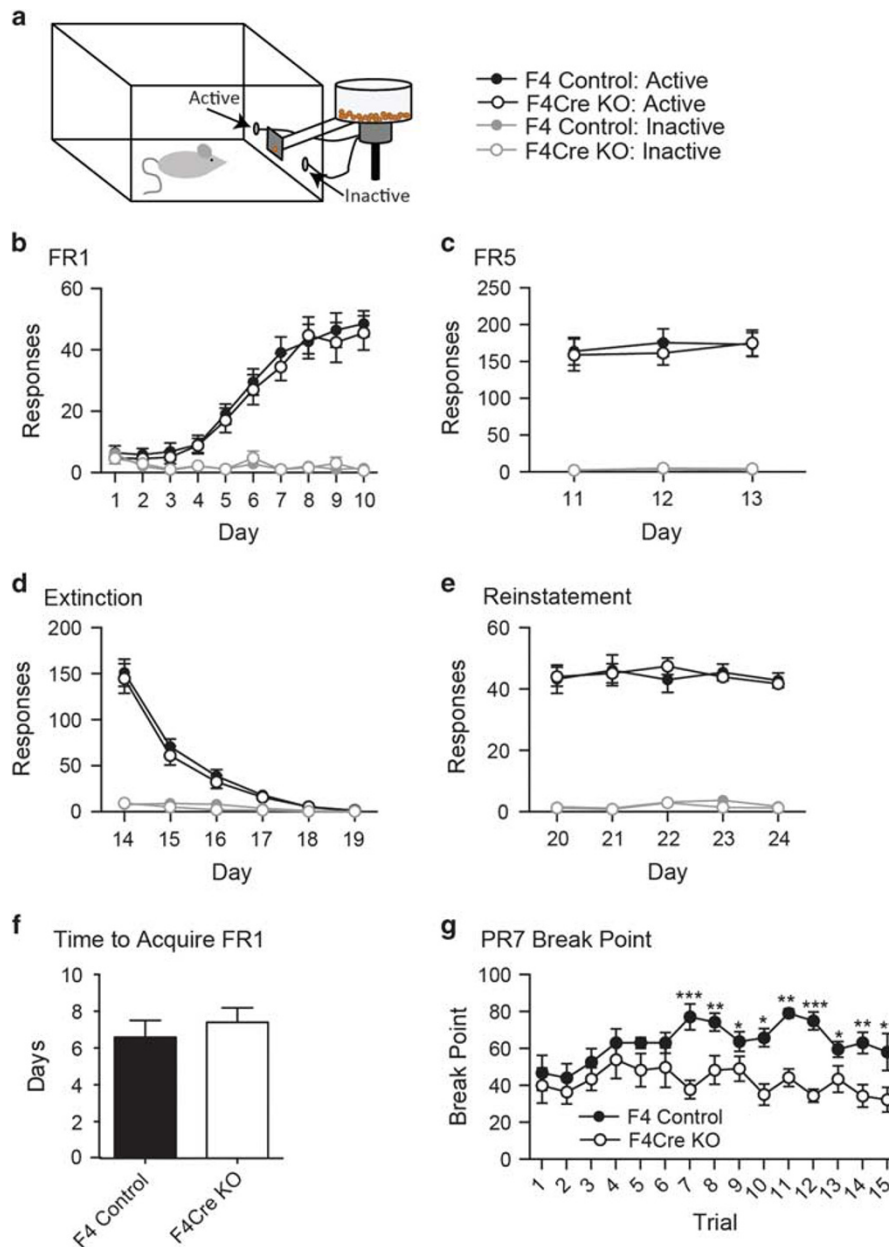 a
Active
Inactive
F4 Control: Active
F4Cre KO: Active
F4 Control: Inactive
F4Cre KO: Inactive
b
FR1
60
40
20
0
Responses
1 2 3 4 5 6 7 8 9 10
Day
c
FR5
250
200
150
100
50
0
Responses
11 12 13
Day
d
Extinction
200
150
100
50
0
Responses
14 15 16 17 18 19
Day
e
Reinstatement
60
40
20
0
Responses
20 21 22 23 24
Day
f
Time to Acquire FR1
10
8
6
4
2
0
Days
F4 Control
F4Cre KO
g
PR7 Break Point
100
80
60
40
20
0
Break Point
*** ** * * ** *** * ** *
F4 Control
F4Cre KO
1 2 3 4 5 6 7 8 9 10 11 12 13 14 15
Trial